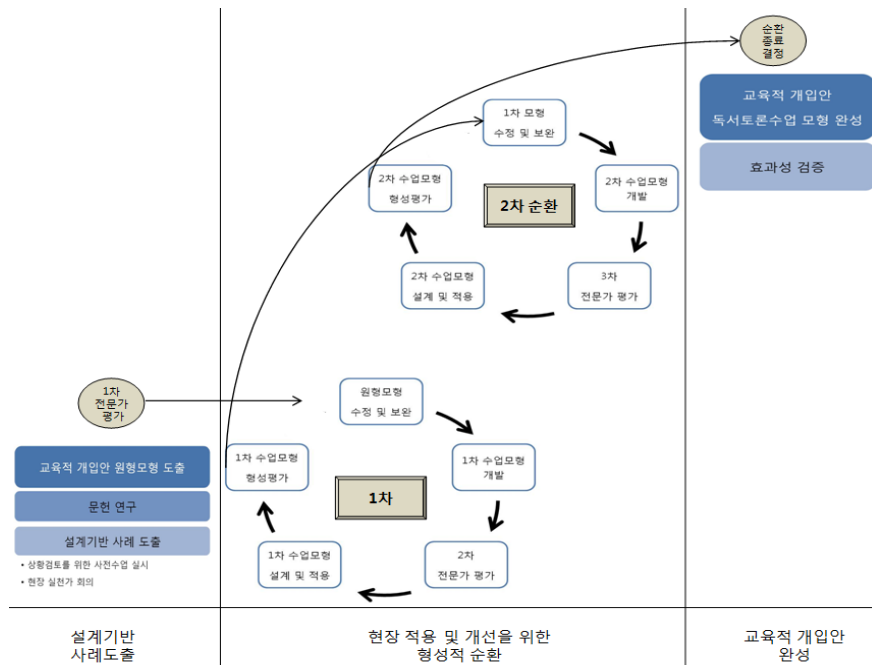 순환
종료
결정
교육적 개입안
독서토론수업 모형 완성
효과성 검증
1차 모형
수정 및 보완
2차 수업모형
개발
3차
전문가 평가
2차 수업모형
설계 및 적용
2차 수업모형
형성평가
2차 순환
1차
전문가
평가
교육적 개입안 원형모형 도출
문헌 연구
설계기반 사례 도출
• 상황검토를 위한 사전수업 실시
• 현장 실천가 회의
원형모형
수정 및 보완
1차 수업모형
개발
2차
전문가 평가
1차 수업모형
설계 및 적용
1차 수업모형
형성평가
1차
설계기반
사례도출
현장 적용 및 개선을 위한
형성적 순환
교육적 개입안
완성